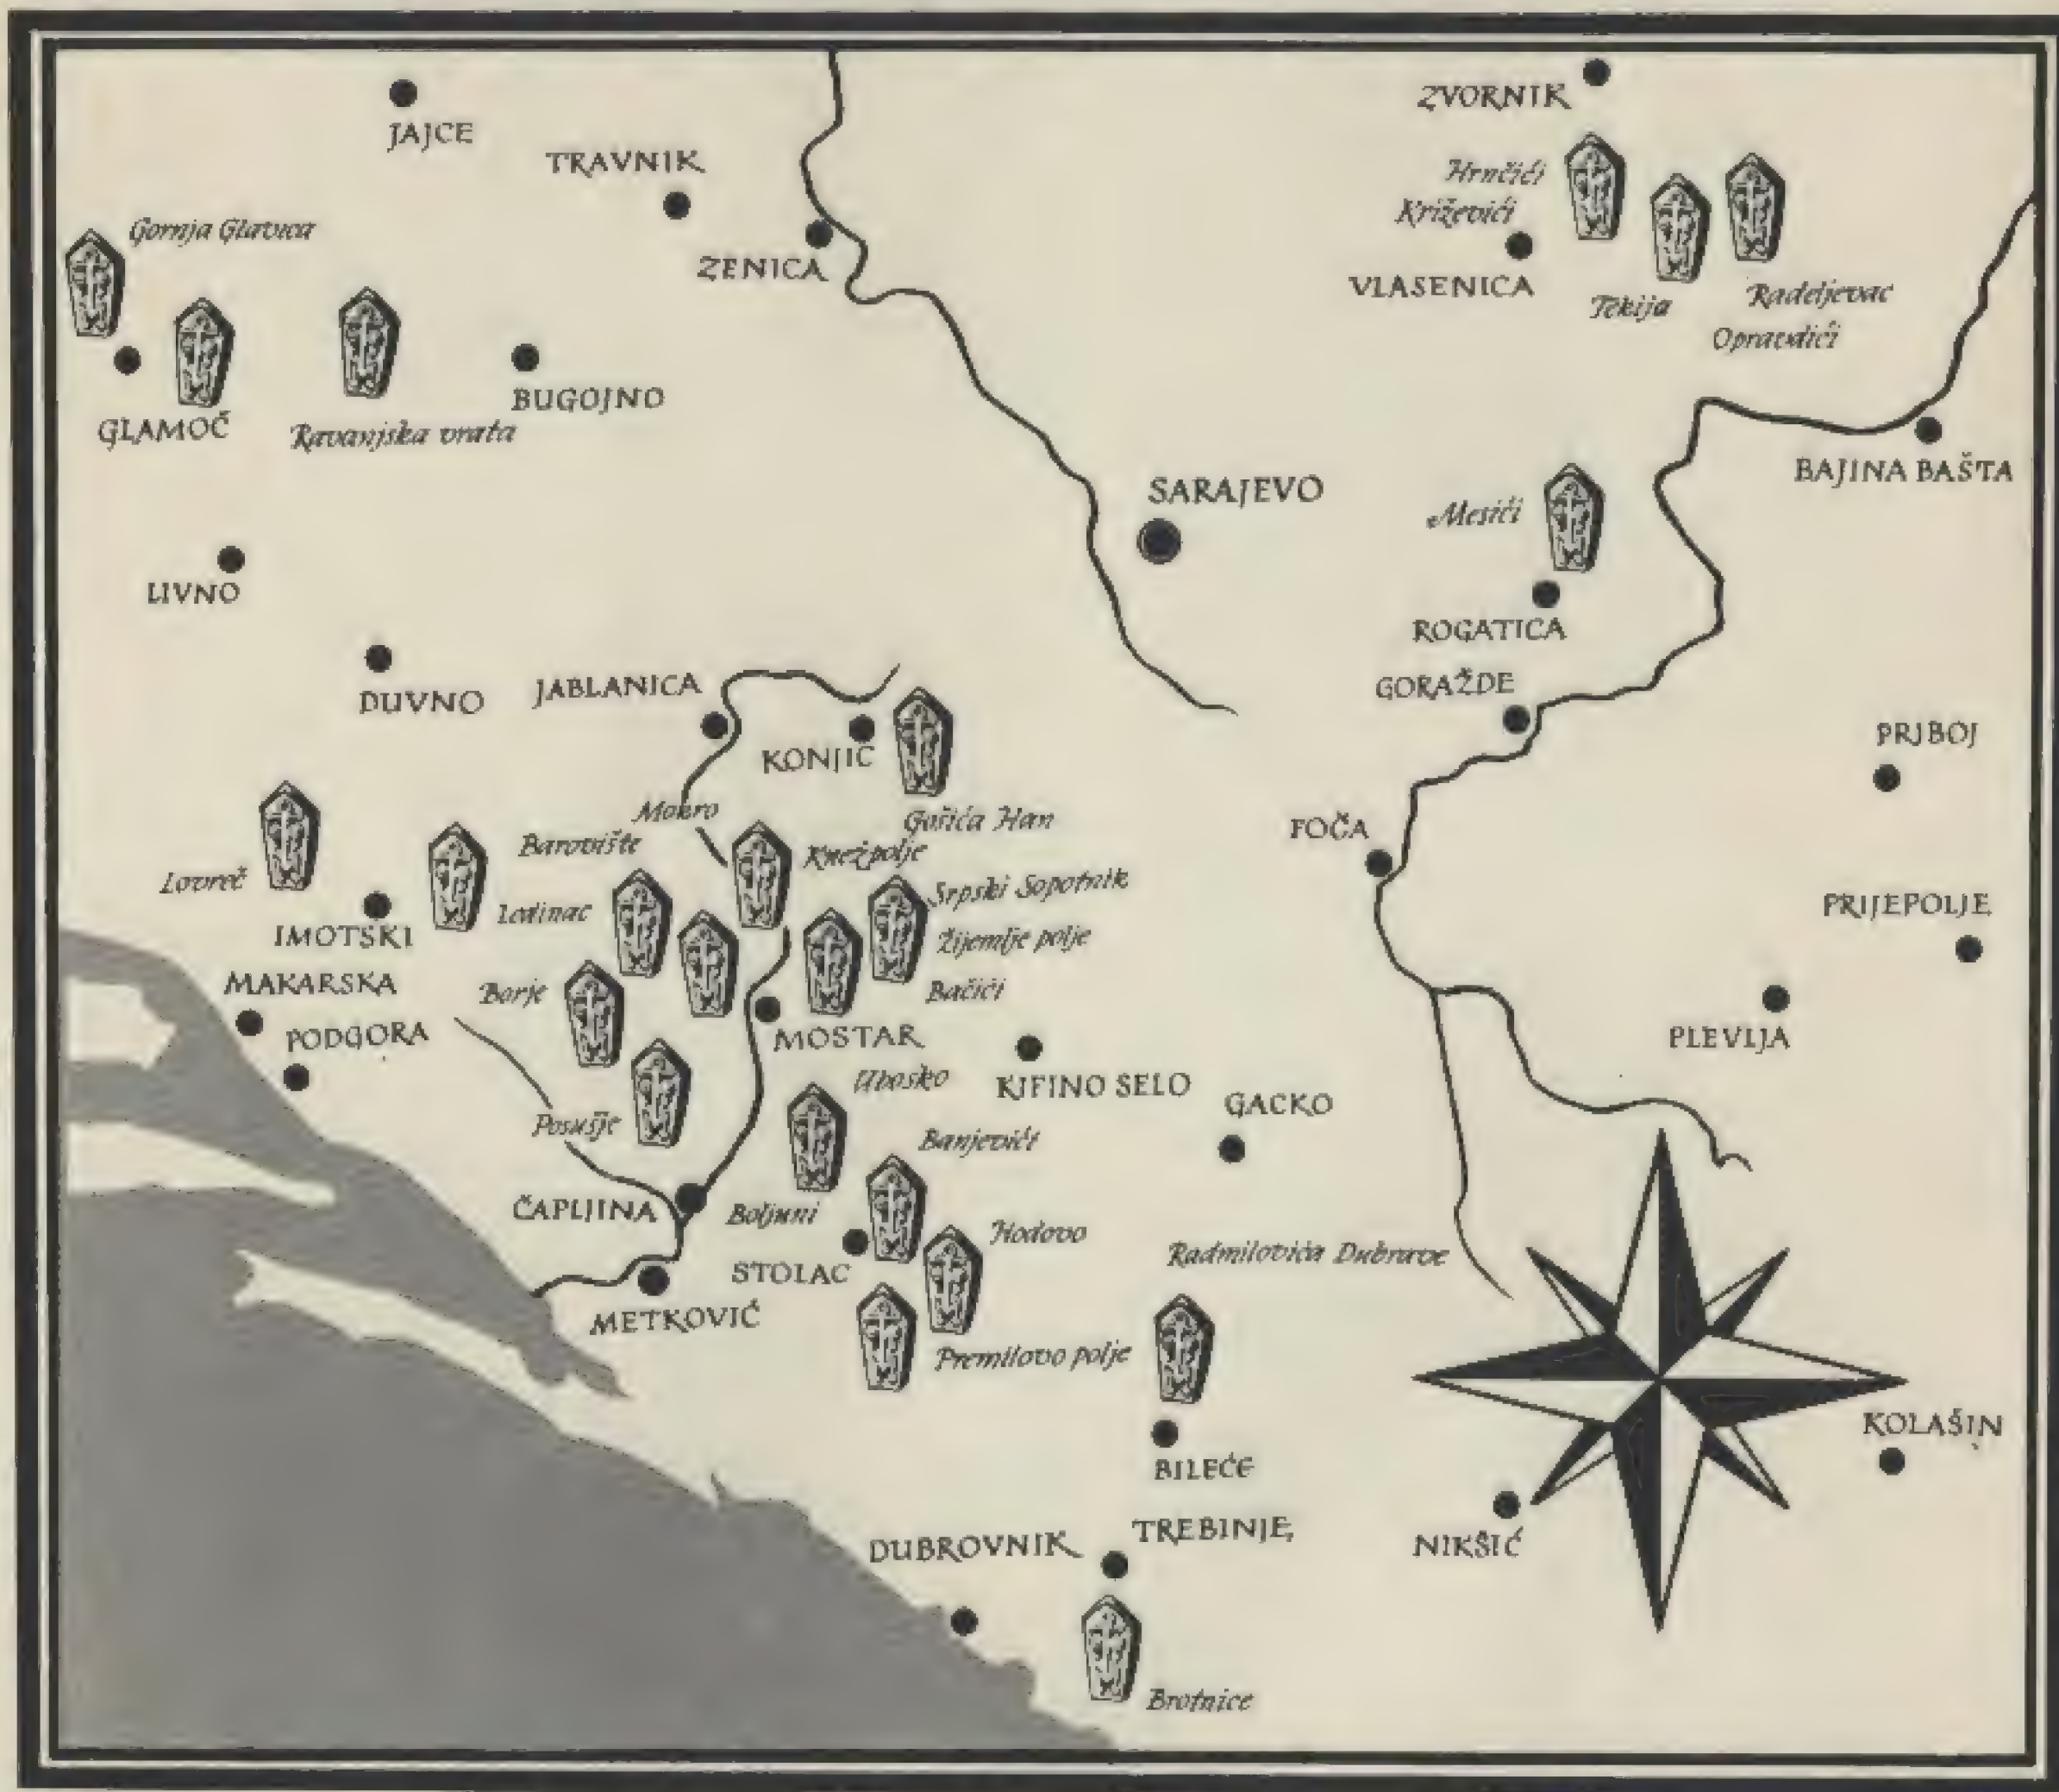 JAJCE
TRAVNIK
ZENICA
ZVORNIK
Hrnčići
Križevići
VLASENICA
Tekija
Radeljevac
Opravdići
Gornja Glavica
GLAMOČ
Ravanjska vrata
BUGOJNO
BAJINA BAŠTA
SARAJEVO
Mesići
ROGATICA
LIVNO
DUVNO
JABLANICA
KONJIC
GORAŽDE
PRIBOJ
Mokro
Gošića Han
Barovište
Knežpolje
FOČA
Lovreč
Srpski Sopotnik
Ledinac
PRIJEPOLJE
IMOTSKI
Žijemlje polje
MAKARSKA
Borje
Bačići
PODGORA
MOSTAR
PLEVLJA
Ubosko
KIFINO SELO
GACKO
Posušje
Banjevići
ČAPLJINA
Boljuni
Hodovo
Radmilovića Dubrave
STOLAC
METKOVIĆ
Premilovo polje
KOLAŠIN
BILEĆE
DUBROVNIK
TREBINJE
NIKŠIĆ
Brotnice